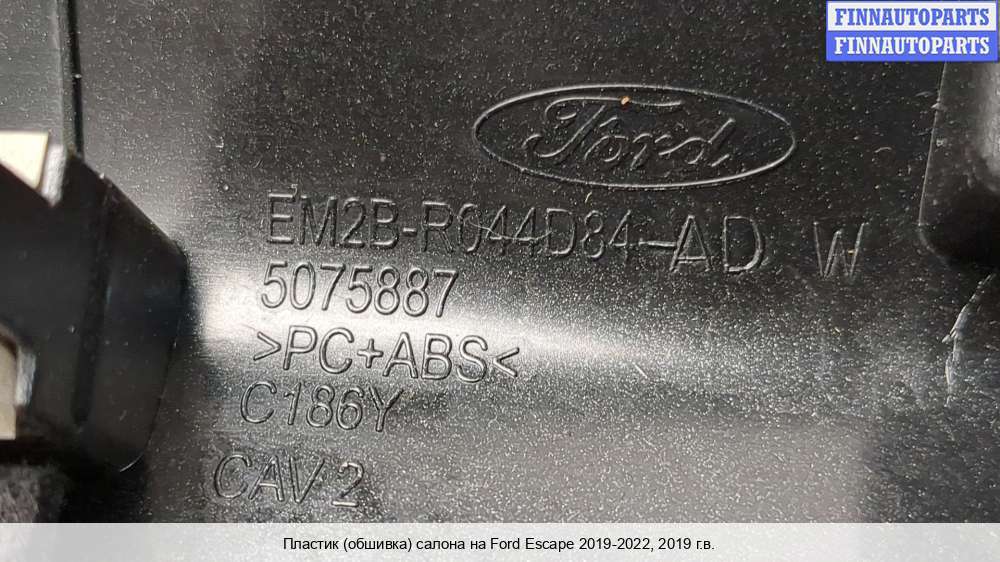 FINNAUTOPARTS
FINNAUTOPARTS
Ford
EM2B-R044D84-AD W
5075887
>PC+ABS<
C186Y
CAV 2
Пластик (обшивка) салона на Ford Escape 2019-2022, 2019 г.в.